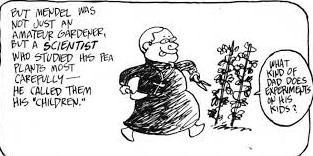 BUT MENDEL WAS
NOT JUST AN
AMATEUR GARDENER,
BUT A SCIENTIST
WHO STUDIED HIS PEA
PLANTS MOST
CAREFULLY—
HE CALLED THEM
HIS "CHILDREN."
WHAT
KIND OF
DAD DOES
EXPERIMENTS
ON HIS
KIDS?